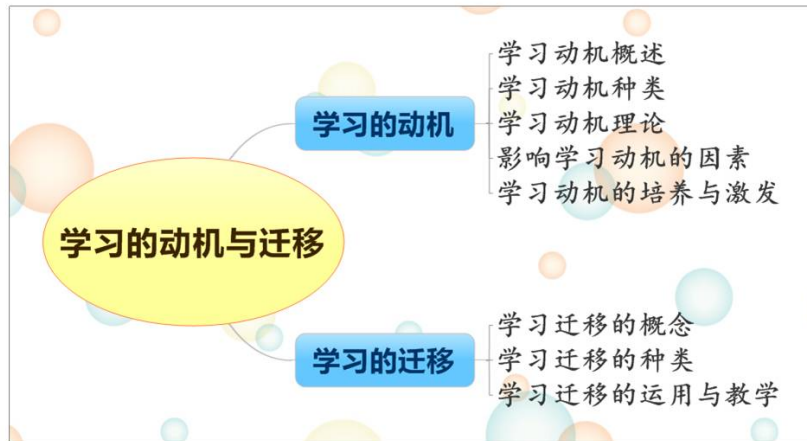 学习的动机与迁移
学习的动机
学习动机概述
学习动机种类
学习动机理论
影响学习动机的因素
学习动机的培养与激发
学习的迁移
学习迁移的概念
学习迁移的种类
学习迁移的运用与教学